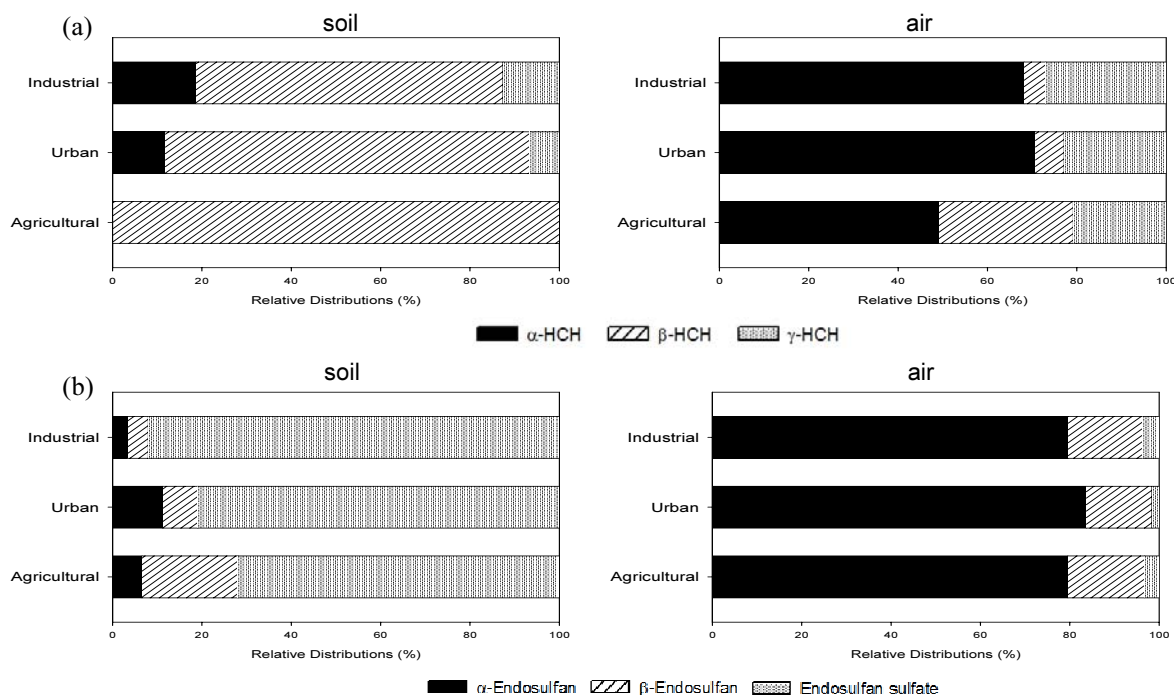 (a)
soil
air
Industrial
Urban
Agricultural
0 20 40 60 80 100
Relative Distributions (%)
Industrial
Urban
Agricultural
0 20 40 60 80 100
Relative Distributions (%)
α-HCH β-HCH γ-HCH
(b)
soil
air
Industrial
Urban
Agricultural
0 20 40 60 80 100
Relative Distributions (%)
Industrial
Urban
Agricultural
0 20 40 60 80 100
Relative Distributions (%)
α-Endosulfan β-Endosulfan Endosulfan sulfate